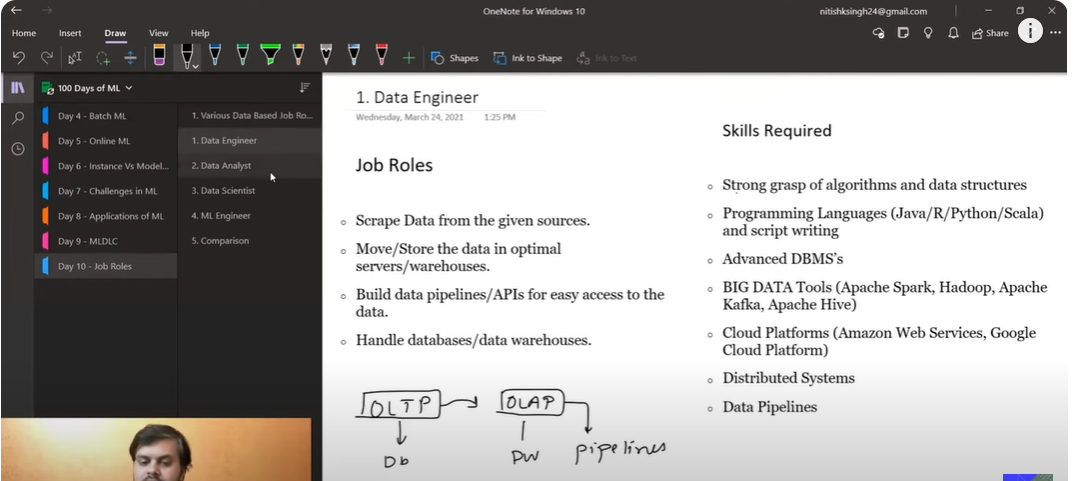 OneNote for Windows 10
nitishksingh24@gmail.com
Home Insert Draw View Help
Share
Shapes
Ink to Shape
Ink to Text
100 Days of ML
Day 4 - Batch ML
Day 5 - Online ML
Day 6 - Instance Vs Model...
Day 7 - Challenges in ML
Day 8 - Applications of ML
Day 9 - MLDLC
Day 10 - Job Roles
1. Various Data Based Job Ro...
1. Data Engineer
2. Data Analyst
3. Data Scientist
4. ML Engineer
5. Comparison
1. Data Engineer
Wednesday, March 24, 2021 1:25 PM
Job Roles
Scrape Data from the given sources.
Move/Store the data in optimal
servers/warehouses.
Build data pipelines/APIs for easy access to the
data.
Handle databases/data warehouses.
OLTP
OLAP
Db
DW
pipelines
Skills Required
Strong grasp of algorithms and data structures
Programming Languages (Java/R/Python/Scala)
and script writing
Advanced DBMS's
BIG DATA Tools (Apache Spark, Hadoop, Apache
Kafka, Apache Hive)
Cloud Platforms (Amazon Web Services, Google
Cloud Platform)
Distributed Systems
Data Pipelines